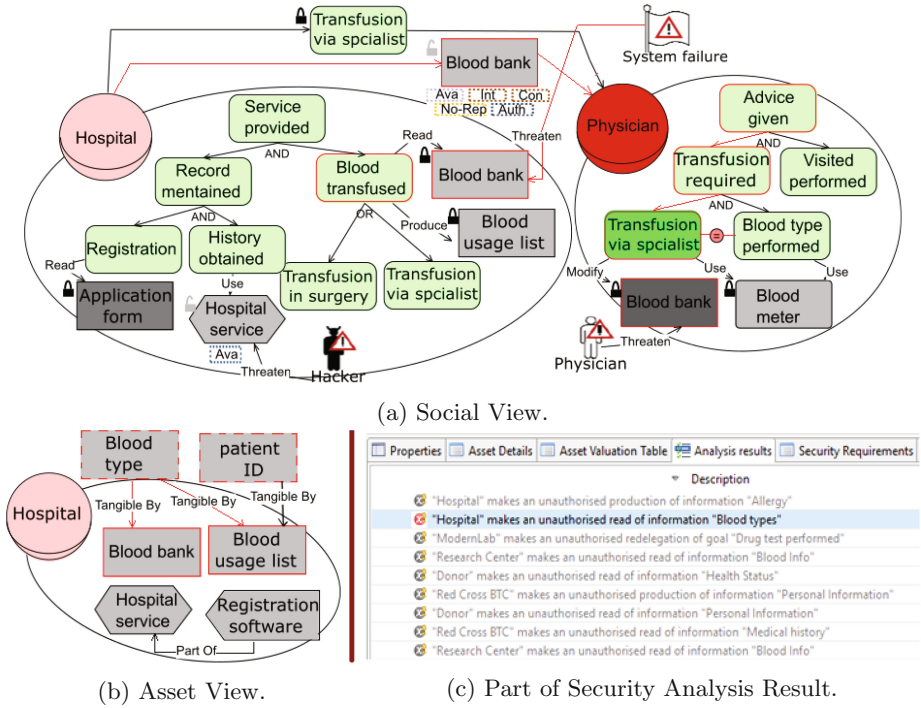 Transfusion
via spcialist
System failure
Blood bank
Ava
Int
Con
No-Rep
Auth
Hospital
Service
provided
AND
Read
Threaten
Physician
Advice
given
AND
Record
mentained
Blood
transfused
Blood bank
Transfusion
required
Visited
performed
AND
OR
Produce
AND
Registration
History
obtained
Blood
usage list
Transfusion
via spcialist
=
Blood type
performed
Read
Use
Transfusion
in surgery
Transfusion
via spcialist
Modify
Use
Use
Application
form
Hospital
service
Blood bank
Blood
meter
Ava
Threaten
Hacker
Physician
Threaten
(a) Social View.
Blood
type
patient
ID
Hospital
Tangible By
Tangible By
Tangible By
Blood bank
Blood
usage list
Hospital
service
Registration
software
Part Of
(b) Asset View.
Properties
Asset Details
Asset Valuation Table
Analysis results
Security Requirements
Description
"Hospital" makes an unauthorised production of information "Allergy"
"Hospital" makes an unauthorised read of information "Blood types"
"ModernLab" makes an unauthorised redelegation of goal "Drug test performed"
"Research Center" makes an unauthorised read of information "Blood Info"
"Donor" makes an unauthorised read of information "Health Status"
"Red Cross BTC" makes an unauthorised production of information "Personal Information"
"Donor" makes an unauthorised read of information "Personal Information"
"Red Cross BTC" makes an unauthorised read of information "Medical history"
"Research Center" makes an unauthorised read of information "Blood Info"
(c) Part of Security Analysis Result.